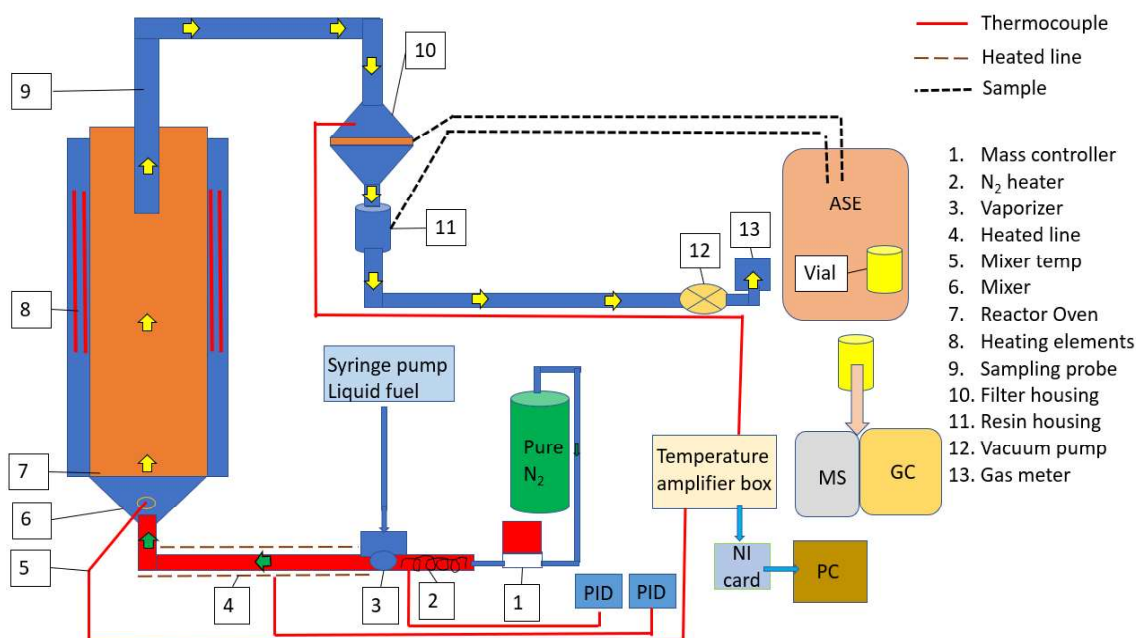 Thermocouple
Heated line
Sample
10
9
ASE
Vial
11
13
12
8
1. Mass controller
2. N₂ heater
3. Vaporizer
4. Heated line
5. Mixer temp
6. Mixer
7. Reactor Oven
8. Heating elements
9. Sampling probe
10. Filter housing
11. Resin housing
12. Vacuum pump
13. Gas meter
Syringe pump
Liquid fuel
Pure
N₂
Temperature
amplifier box
MS
GC
7
6
5
4
3
2
1
PID
PID
NI
card
PC